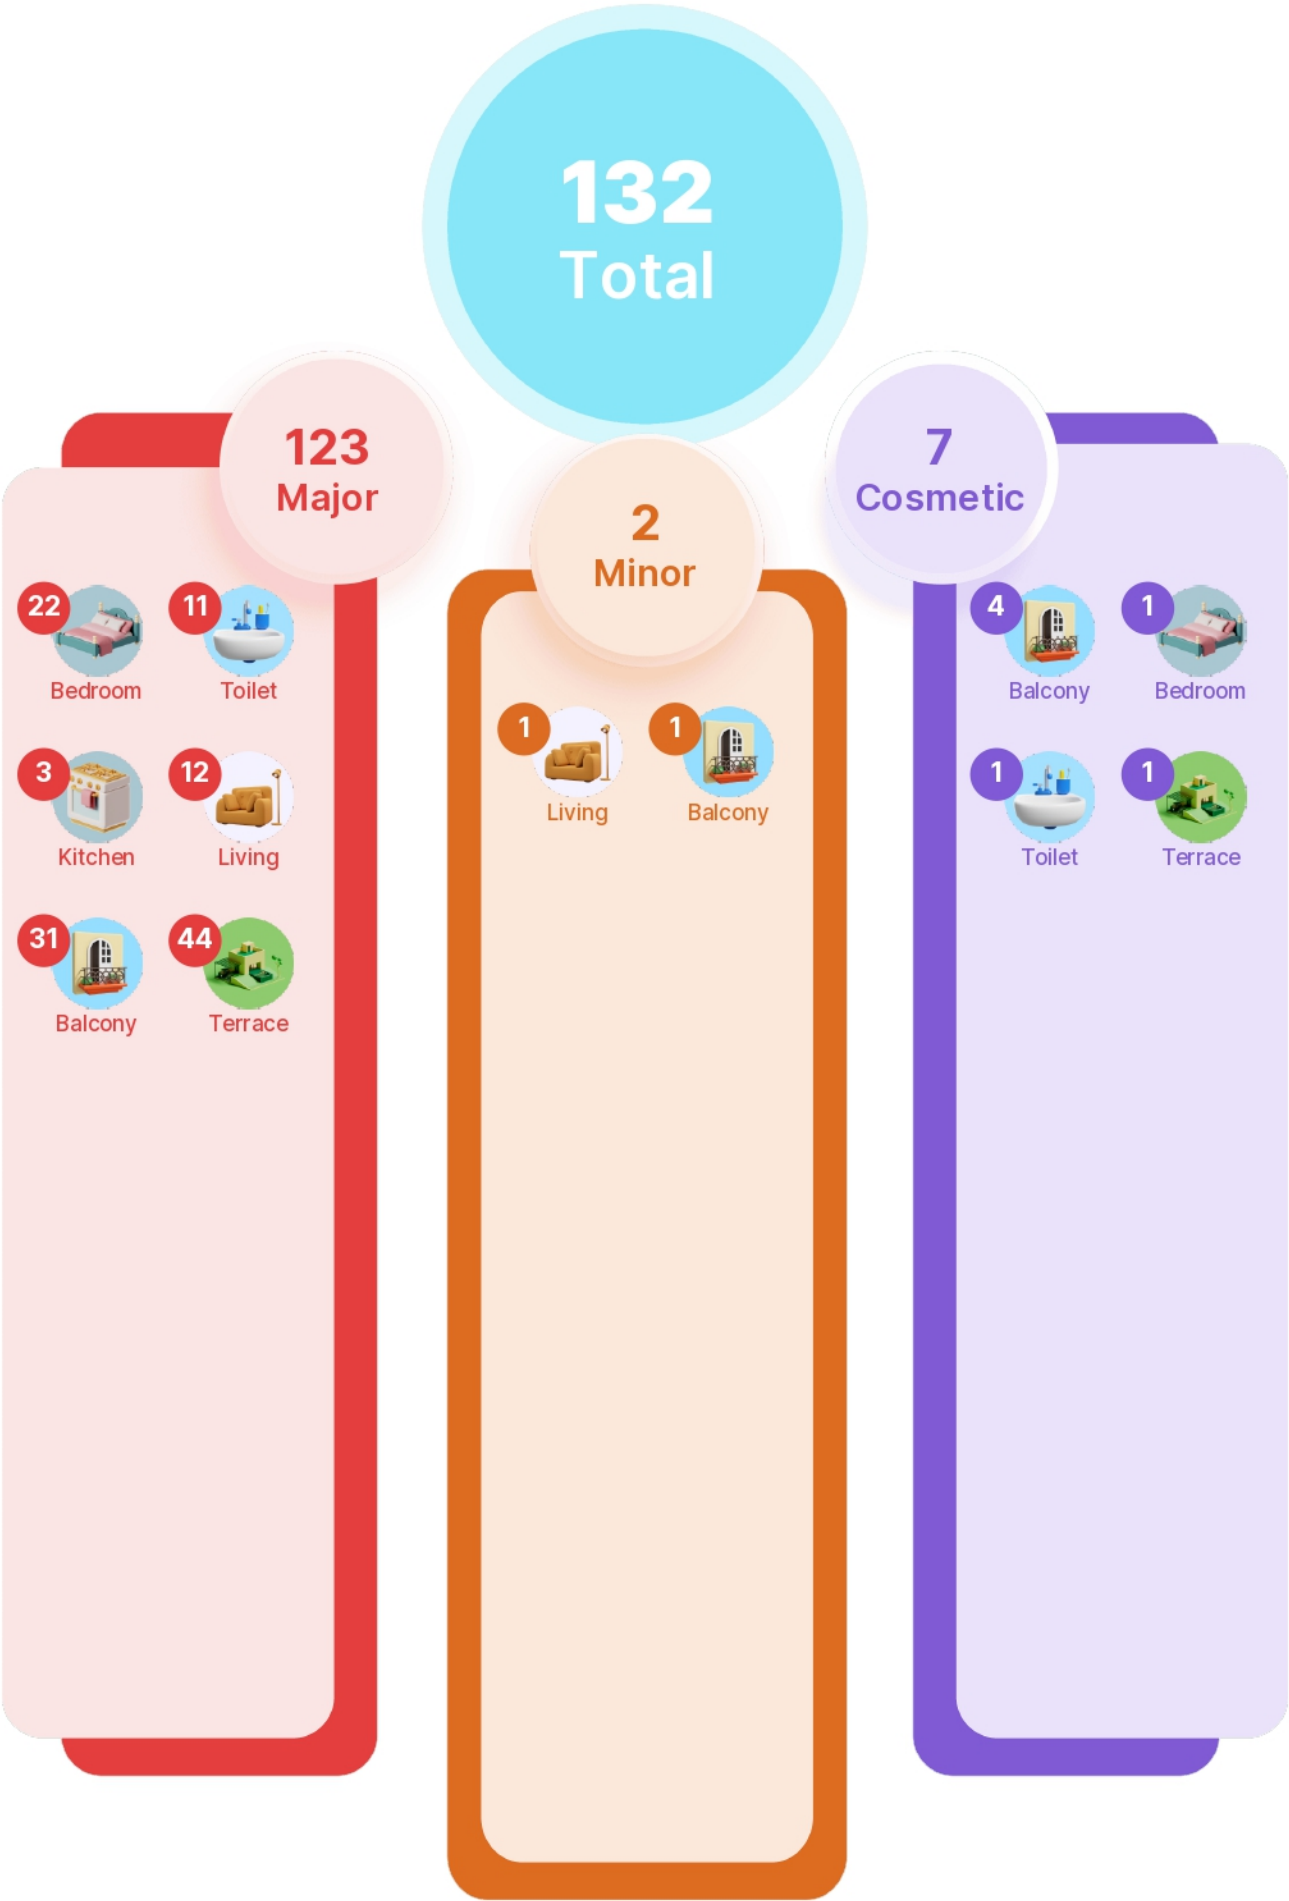 132
Total
123
Major
2
Minor
7
Cosmetic
22
Bedroom
11
Toilet
3
Kitchen
12
Living
31
Balcony
44
Terrace
1
Living
1
Balcony
4
Balcony
1
Bedroom
1
Toilet
1
Terrace